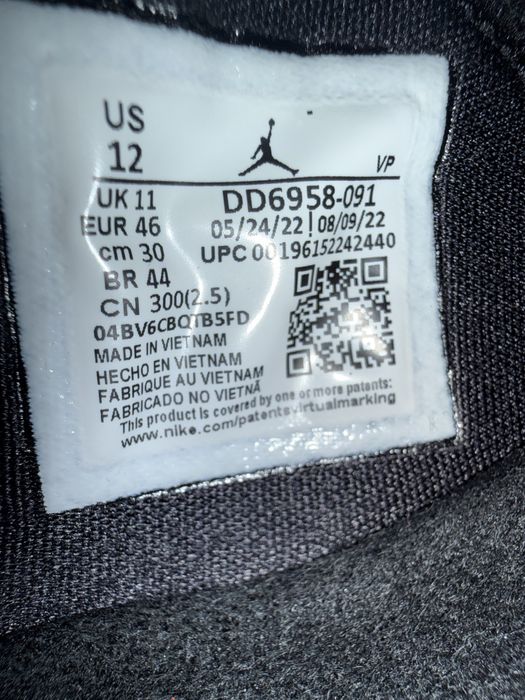 US
12
VP
UK 11
EUR 46
cm 30
BR 44
CN 300(2.5)
04BV6CBQTB5FD
DD6958-091
05/24/22 | 08/09/22
UPC 00196152242440
MADE IN VIETNAM
HECHO EN VIETNAM
FABRIQUE AU VIETNAM
FABRICADO NO VIETNÃ
This product is covered by one or more patents:
www.nike.com/patentsvirtualmarking